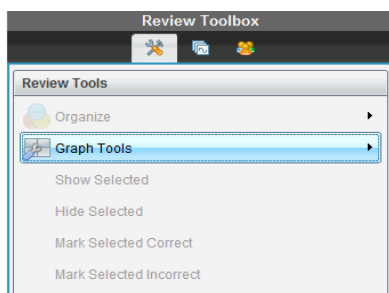 Review Toolbox
Review Tools
Organize
Graph Tools
Show Selected
Hide Selected
Mark Selected Correct
Mark Selected Incorrect